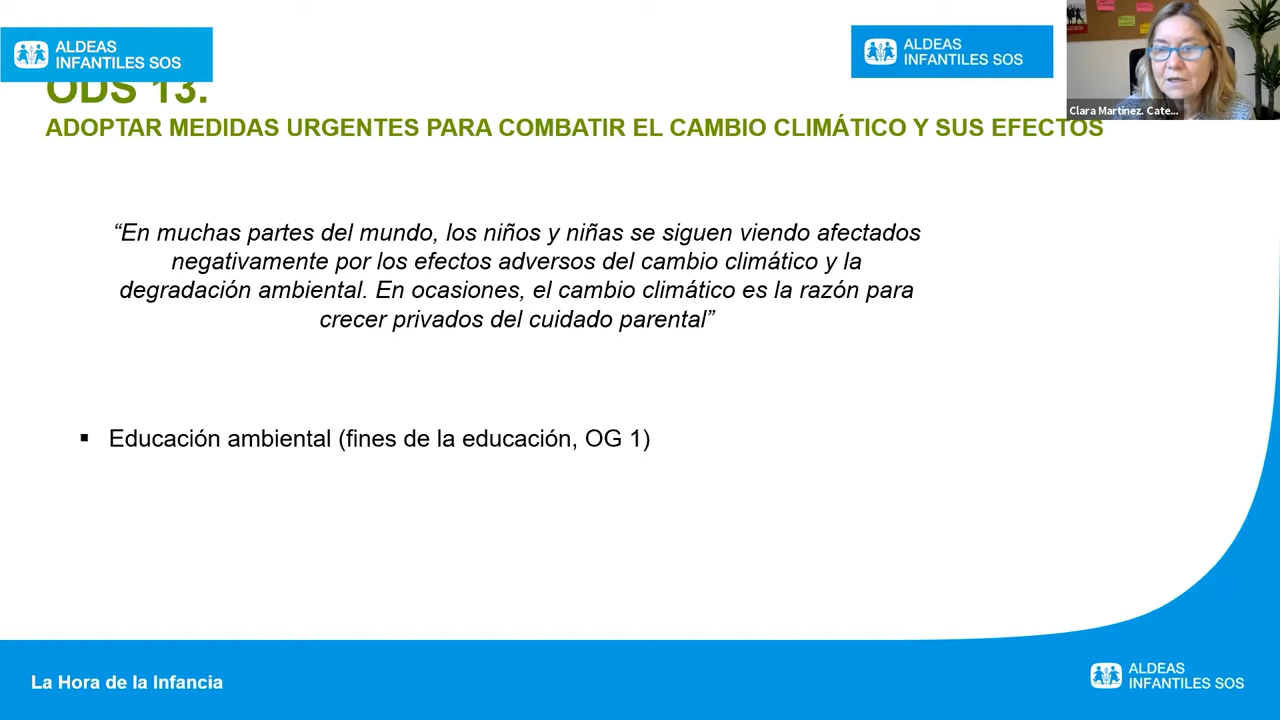 ALDEAS
INFANTILES SOS
ALDEAS
INFANTILES SOS
Clara Martínez. Cate...
ODS 13.
ADOPTAR MEDIDAS URGENTES PARA COMBATIR EL CAMBIO CLIMÁTICO Y SUS EFECTOS
“En muchas partes del mundo, los niños y niñas se siguen viendo afectados
negativamente por los efectos adversos del cambio climático y la
degradación ambiental. En ocasiones, el cambio climático es la razón para
crecer privados del cuidado parental”
▪ Educación ambiental (fines de la educación, OG 1)
La Hora de la Infancia
ALDEAS
INFANTILES SOS